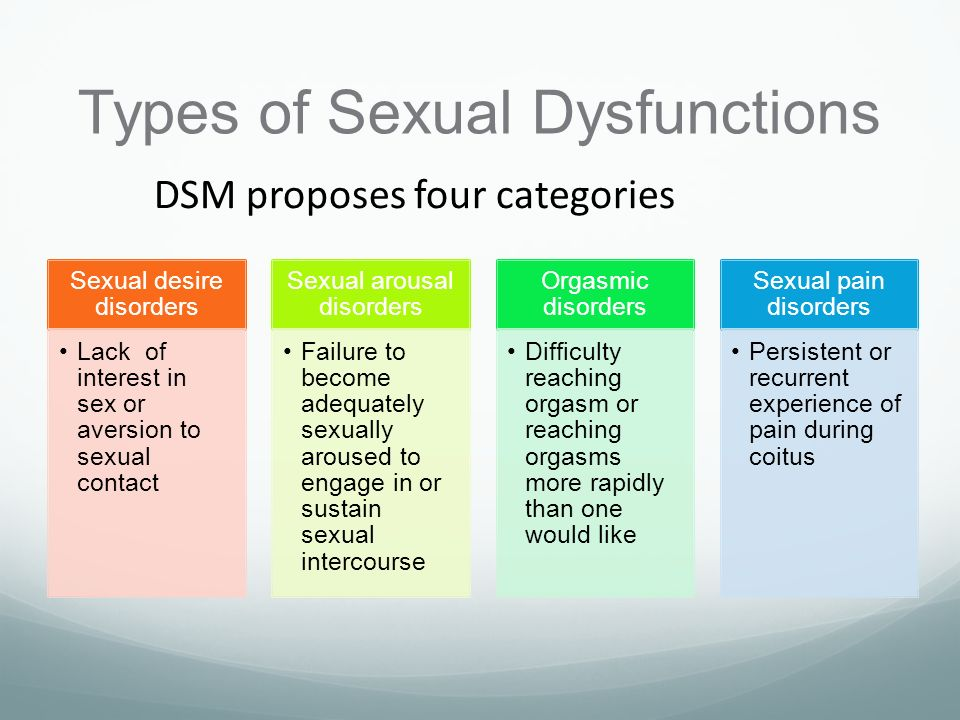 Types of Sexual Dysfunctions
DSM proposes four categories
Sexual desire
disorders
• Lack of
interest in
sex or
aversion to
sexual
contact
Sexual arousal
disorders
• Failure to
become
adequately
sexually
aroused to
engage in or
sustain
sexual
intercourse
Orgasmic
disorders
• Difficulty
reaching
orgasm or
reaching
orgasms
more rapidly
than one
would like
Sexual pain
disorders
• Persistent or
recurrent
experience of
pain during
coitus